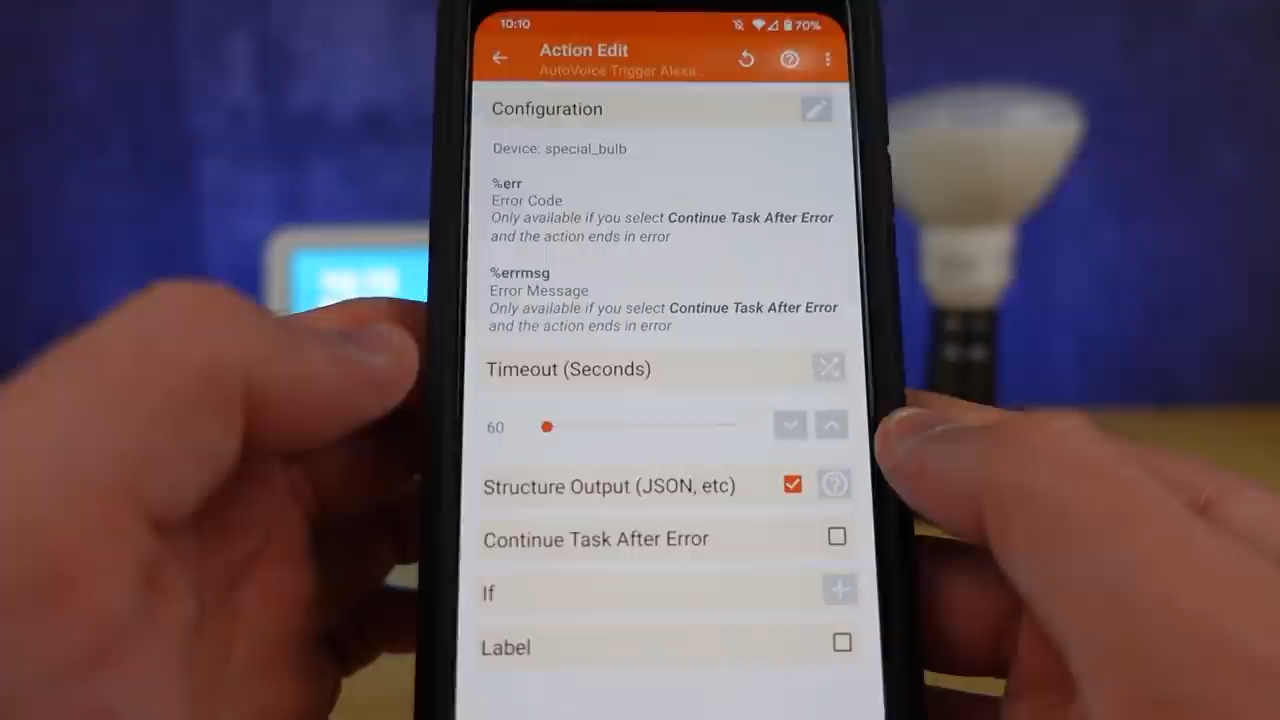 10:10
70%
Action Edit
AutoVoice Trigger Alexa...
Configuration
Device: special_bulb
%err
Error Code
Only available if you select Continue Task After Error
and the action ends in error
%errmsg
Error Message
Only available if you select Continue Task After Error
and the action ends in error
Timeout (Seconds)
60
Structure Output (JSON, etc)
Continue Task After Error
If
Label